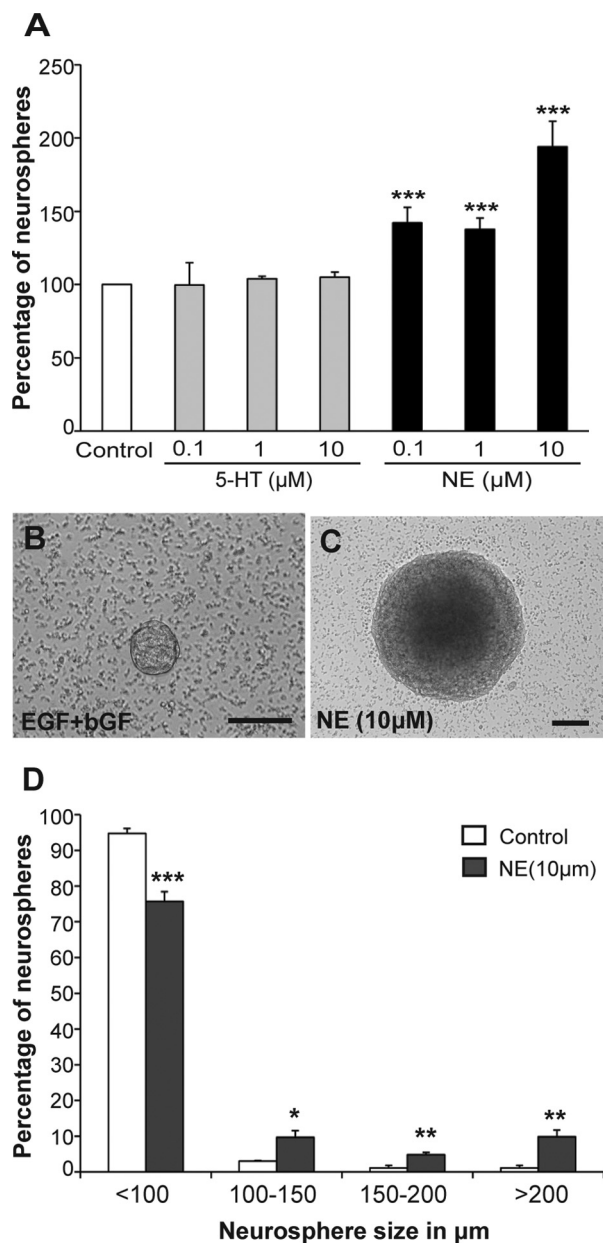 A
Percentage of neurospheres
250
200
150
100
50
0
***
***
***
Control
0.1
1
10
0.1
1
10
5-HT (μM)
NE (μM)
B
EGF+bGF
C
NE (10μM)
D
Percentage of neurospheres
100
90
80
70
60
50
40
30
20
10
0
Control
NE(10μm)
***
*
**
**
<100
100-150
150-200
>200
Neurosphere size in μm